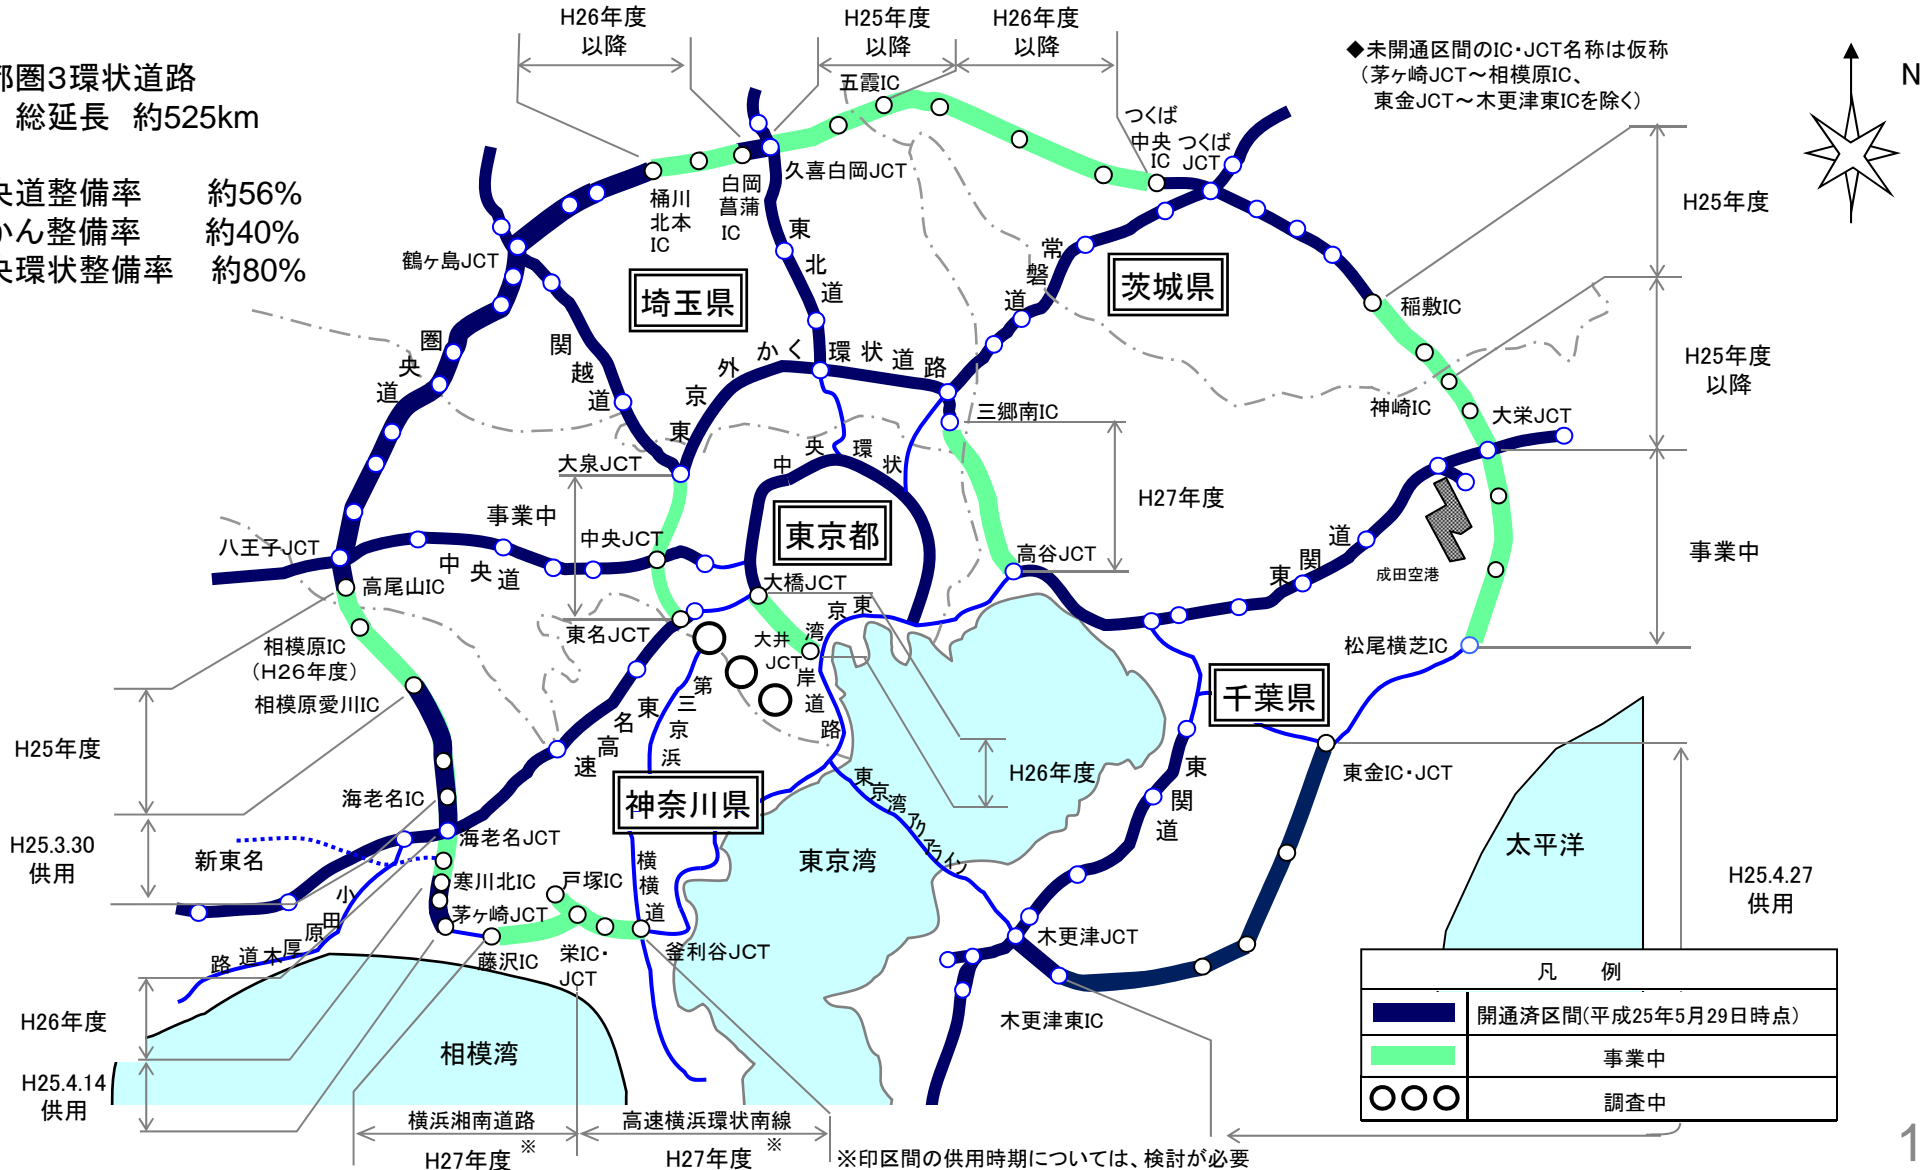 都圏3環状道路
総延長 約525km
央道整備率 約56%
かん整備率 約40%
央環状整備率 約80%
H26年度
以降
H25年度
以降
H26年度
以降
◆未開通区間のIC・JCT名称は仮称
（茅ヶ崎JCT～相模原IC、
東金JCT～木更津東ICを除く）
N
五霞IC
つくば
中央
IC
つくば
JCT
久喜白岡JCT
白岡
菖蒲
IC
桶川
北本
IC
鶴ヶ島JCT
埼玉県
茨城県
東北道
常磐道
関越道
圏央道
東京外かく環状道路
稲敷IC
神崎IC
大栄JCT
H25年度
H25年度
以降
事業中
三郷南IC
H27年度
高谷JCT
大泉JCT
事業中
中央JCT
中央環状
東京都
大橋JCT
八王子JCT
中央道
高尾山IC
東名JCT
大井
JCT
東京湾岸道路
東関道
成田空港
松尾横芝IC
相模原IC
（H26年度）
相模原愛川IC
H25年度
東名高速
第三京浜
神奈川県
千葉県
H26年度
東京湾アクアライン
東関道
東金IC・JCT
太平洋
東京湾
海老名IC
海老名JCT
H25.3.30
供用
新東名
寒川北IC
茅ヶ崎JCT
戸塚IC
横横道
藤沢IC
栄IC・
JCT
釜利谷JCT
小田原厚木道路
木更津JCT
木更津東IC
H25.4.27
供用
H26年度
H25.4.14
供用
相模湾
凡 例
開通済区間(平成25年5月29日時点)
事業中
調査中
横浜湘南道路
H27年度 ※
高速横浜環状南線
H27年度 ※
※印区間の供用時期については、検討が必要
1